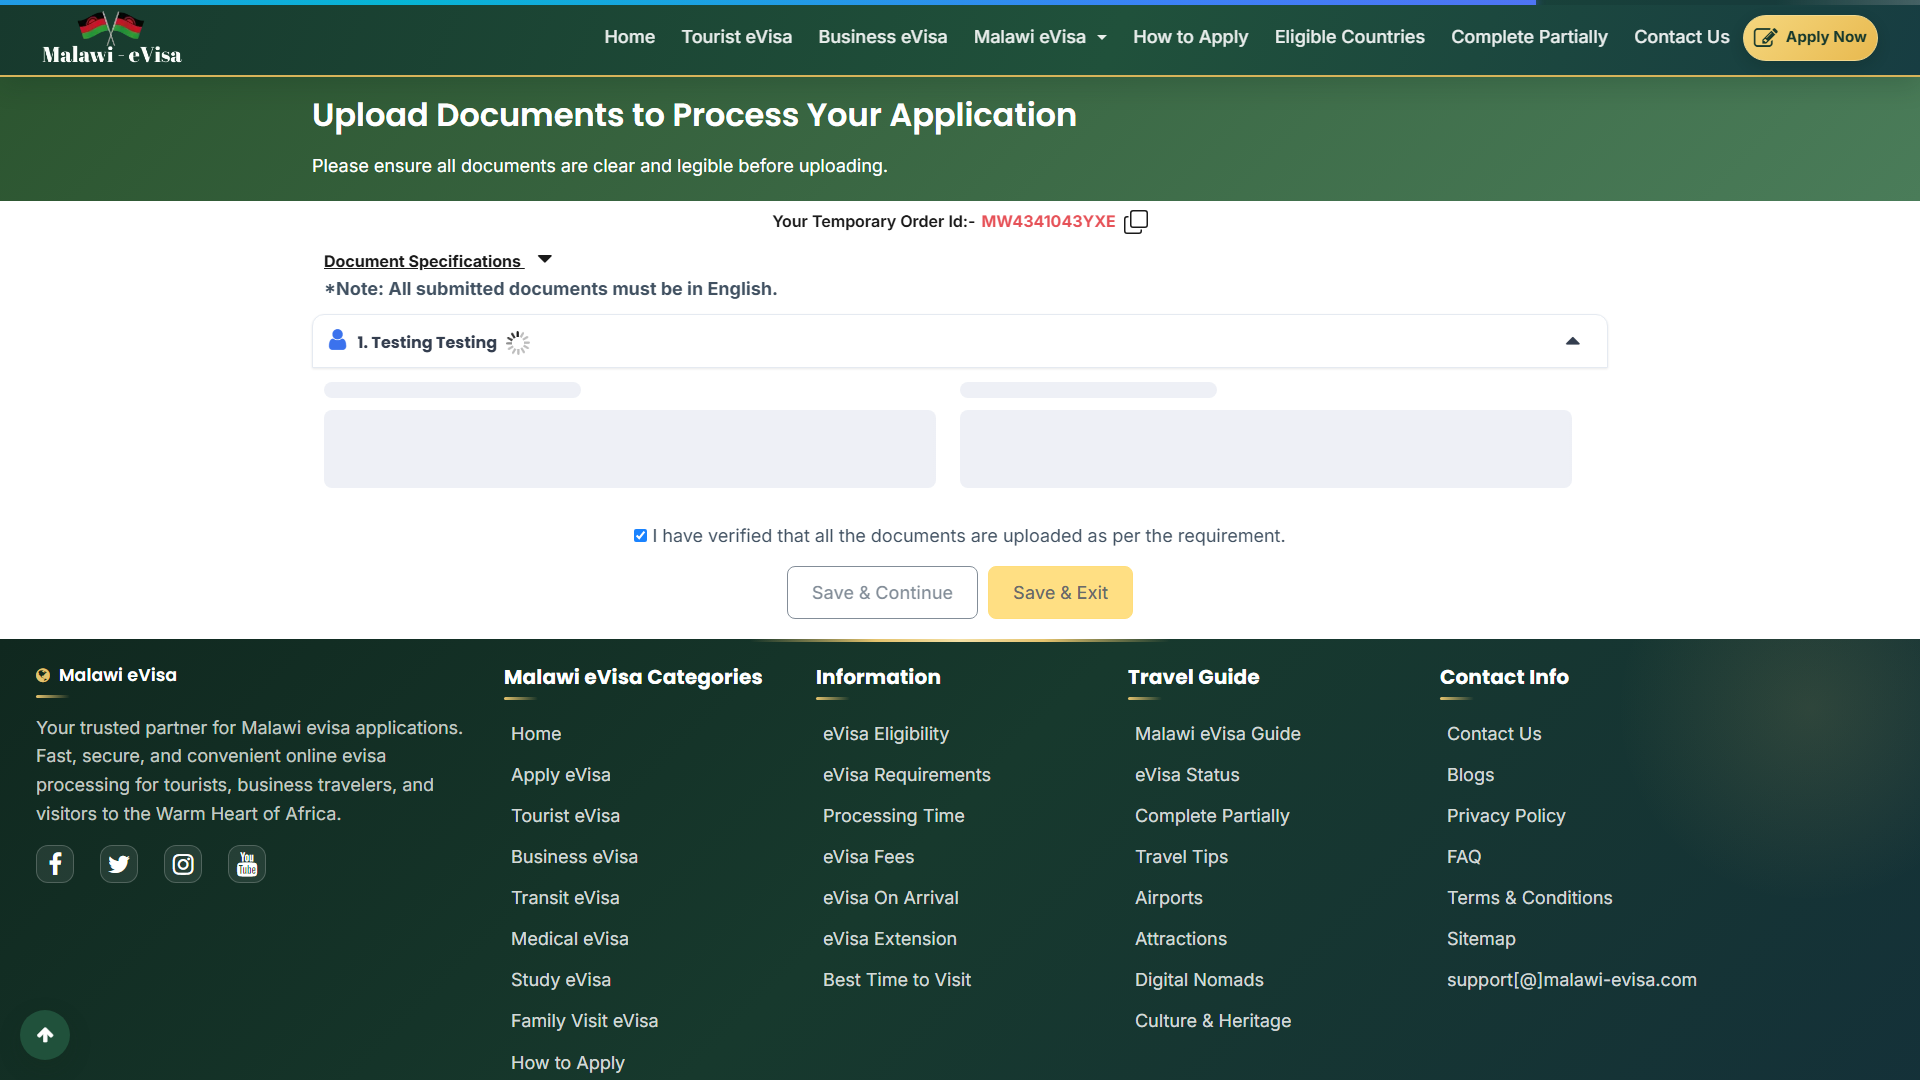 Malawi - eVisa
Home
Tourist eVisa
Business eVisa
Malawi eVisa
How to Apply
Eligible Countries
Complete Partially
Contact Us
Apply Now
Upload Documents to Process Your Application
Please ensure all documents are clear and legible before uploading.
Your Temporary Order Id:- MW4341043YXE
Document Specifications
*Note: All submitted documents must be in English.
1. Testing Testing
I have verified that all the documents are uploaded as per the requirement.
Save & Continue
Save & Exit
Malawi eVisa
Your trusted partner for Malawi evisa applications.
Fast, secure, and convenient online evisa
processing for tourists, business travelers, and
visitors to the Warm Heart of Africa.
You
Tube
Malawi eVisa Categories
Home
Apply eVisa
Tourist eVisa
Business eVisa
Transit eVisa
Medical eVisa
Study eVisa
Family Visit eVisa
How to Apply
Information
eVisa Eligibility
eVisa Requirements
Processing Time
eVisa Fees
eVisa On Arrival
eVisa Extension
Best Time to Visit
Travel Guide
Malawi eVisa Guide
eVisa Status
Complete Partially
Travel Tips
Airports
Attractions
Digital Nomads
Culture & Heritage
Contact Info
Contact Us
Blogs
Privacy Policy
FAQ
Terms & Conditions
Sitemap
support[@]malawi-evisa.com